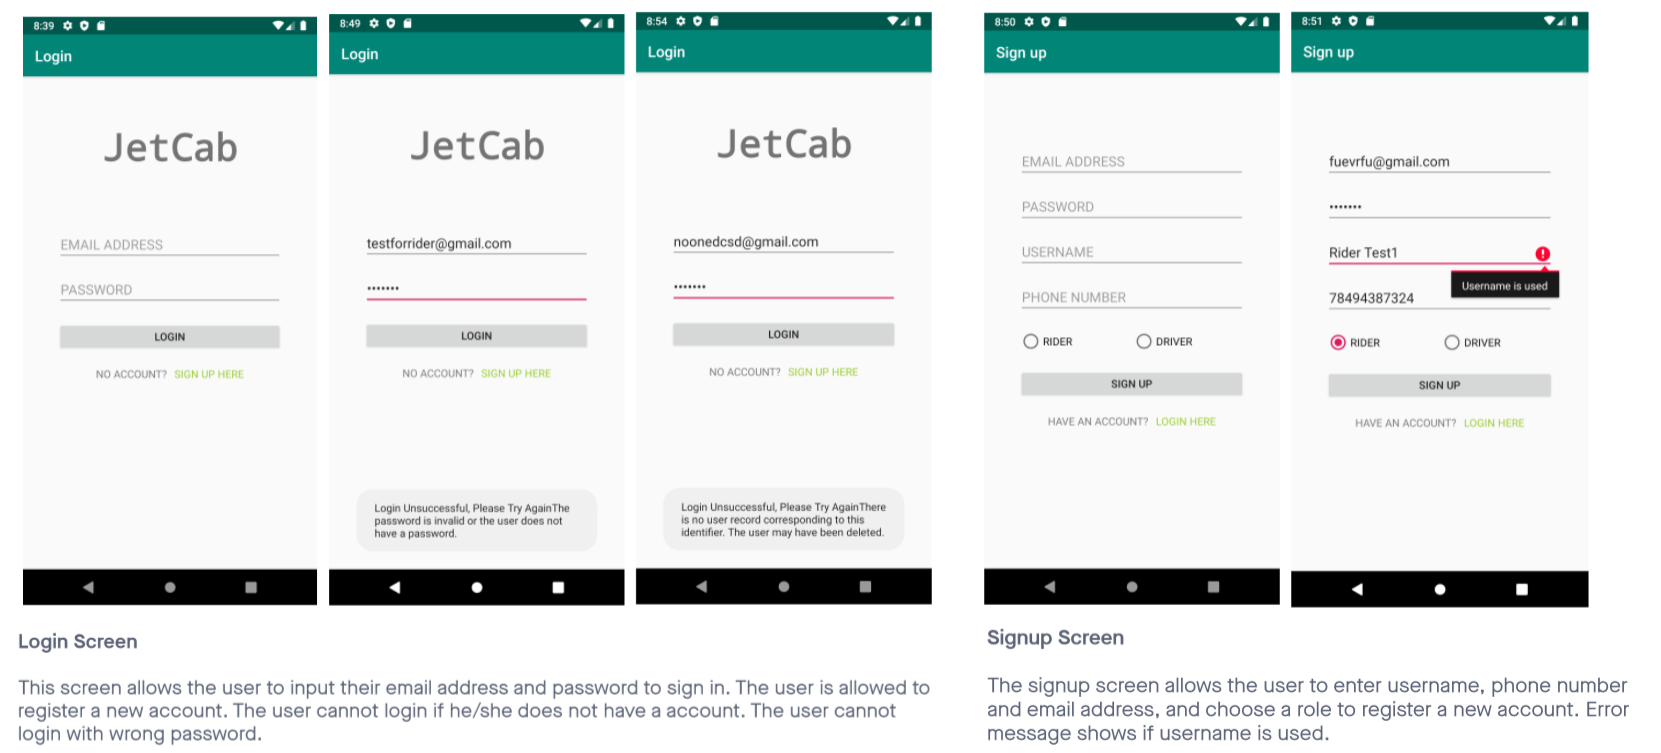 8:39
Login
JetCab
EMAIL ADDRESS
PASSWORD
LOGIN
NO ACCOUNT? SIGN UP HERE
8:49
Login
JetCab
testforrider@gmail.com
•••••••
LOGIN
NO ACCOUNT? SIGN UP HERE
Login Unsuccessful, Please Try AgainThe
password is invalid or the user does not
have a password.
8:54
Login
JetCab
noonedcsd@gmail.com
•••••••
LOGIN
NO ACCOUNT? SIGN UP HERE
Login Unsuccessful, Please Try AgainThere
is no user record corresponding to this
identifier. The user may have been deleted.
Login Screen
This screen allows the user to input their email address and password to sign in. The user is allowed to
register a new account. The user cannot login if he/she does not have a account. The user cannot
login with wrong password.
8:50
Sign up
EMAIL ADDRESS
PASSWORD
USERNAME
PHONE NUMBER
RIDER DRIVER
SIGN UP
HAVE AN ACCOUNT? LOGIN HERE
8:51
Sign up
fuevrfu@gmail.com
•••••••
Rider Test1
Username is used
78494387324
RIDER DRIVER
SIGN UP
HAVE AN ACCOUNT? LOGIN HERE
Signup Screen
The signup screen allows the user to enter username, phone number
and email address, and choose a role to register a new account. Error
message shows if username is used.